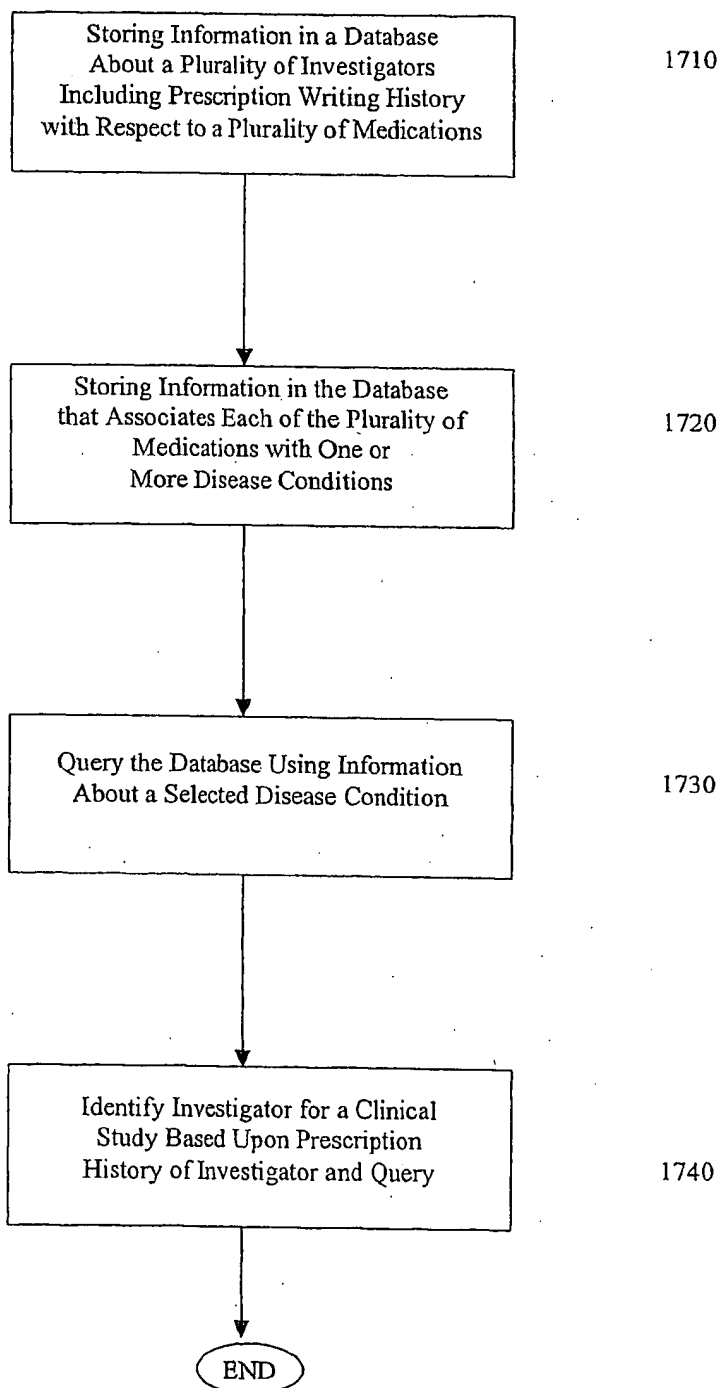 Storing Information in a Database
About a Plurality of Investigators
Including Prescription Writing History
with Respect to a Plurality of Medications
1710
Storing Information in the Database
that Associates Each of the Plurality of
Medications with One or
More Disease Conditions
1720
Query the Database Using Information
About a Selected Disease Condition
1730
Identify Investigator for a Clinical
Study Based Upon Prescription
History of Investigator and Query
1740
END